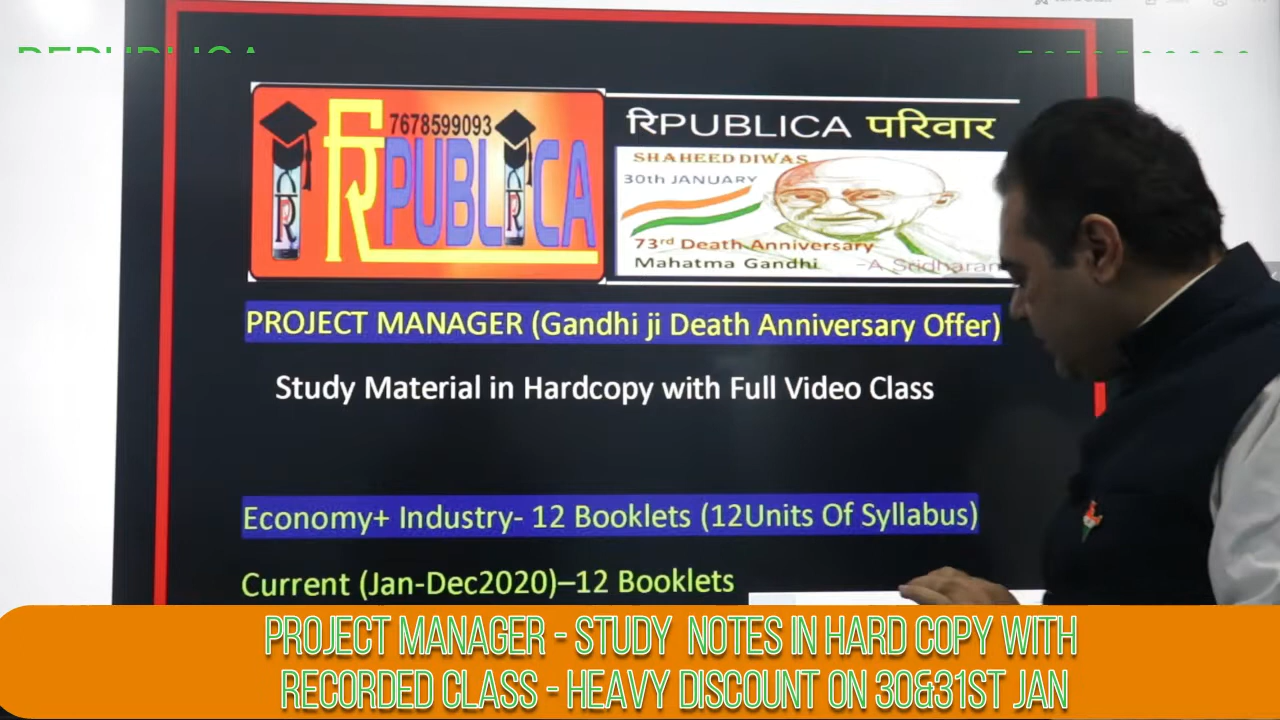 7678599093
रिPUBLICA
रिPUBLICA परिवार
SHAHEED DIWAS
30th JANUARY
73rd Death Anniversary
Mahatma Gandhi -A Sridharan
PROJECT MANAGER (Gandhi ji Death Anniversary Offer)
Study Material in Hardcopy with Full Video Class
Economy+ Industry- 12 Booklets (12Units Of Syllabus)
Current (Jan-Dec2020)–12 Booklets
PROJECT MANAGER - STUDY NOTES IN HARD COPY WITH
RECORDED CLASS - HEAVY DISCOUNT ON 30&31ST JAN